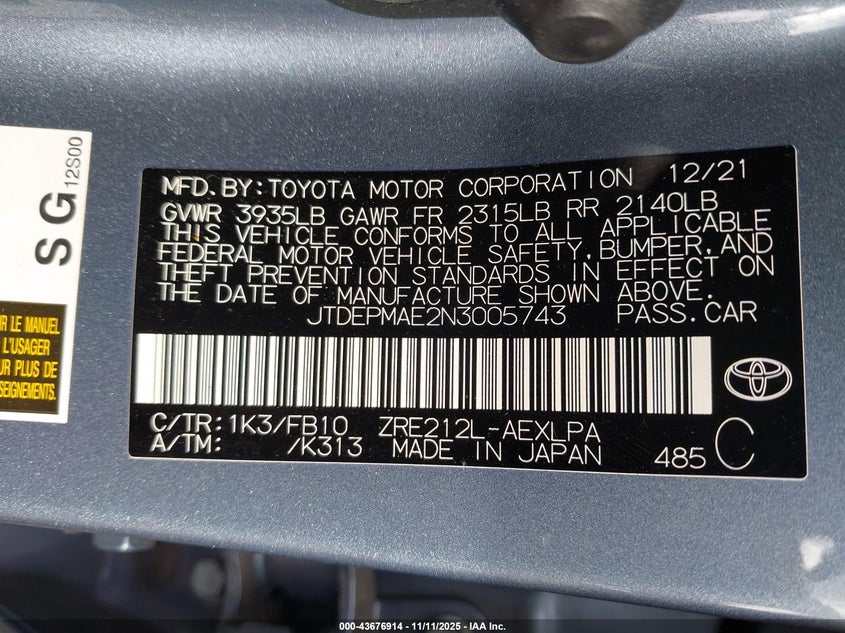 SG
12S00
R LE MANUEL
L'USAGER
UR PLUS DE
SEIGNEMENTS.
MFD. BY: TOYOTA MOTOR CORPORATION 12/21
GVWR 3935LB GAWR FR 2315LB RR 2140LB
THIS VEHICLE CONFORMS TO ALL APPLICABLE
FEDERAL MOTOR VEHICLE SAFETY, BUMPER, AND
THEFT PREVENTION STANDARDS IN EFFECT ON
THE DATE OF MANUFACTURE SHOWN ABOVE.
JTDEPMAE2N3005743 PASS. CAR
C/TR: 1K3/FB10 ZRE212L-AEXLPA
A/TM: /K313 MADE IN JAPAN 485 C
000-43676914 - 11/11/2025 - IAA Inc.